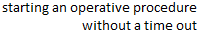 starting an operative procedure
without a time out